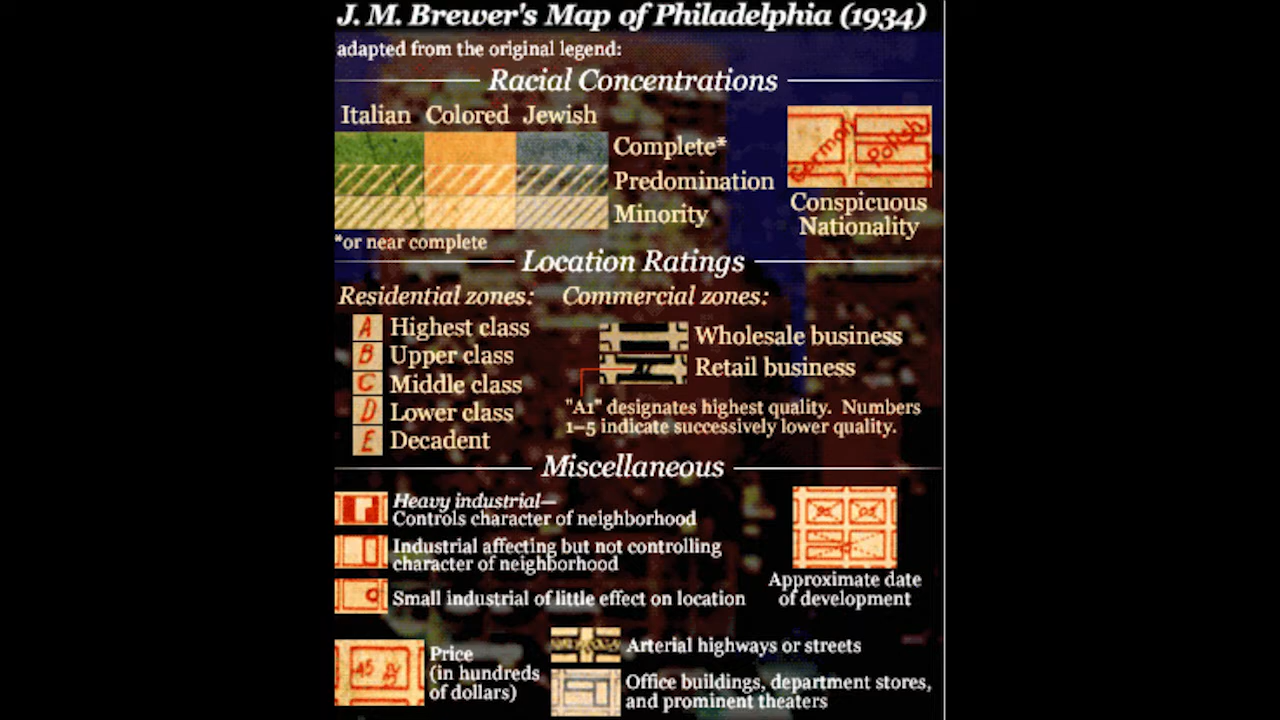 J. M. Brewer's Map of Philadelphia (1934)
adapted from the original legend:
Racial Concentrations
Italian Colored Jewish
Complete*
Predomination
Minority
*or near complete
German
Polish
Conspicuous
Nationality
Location Ratings
Residential zones:
A Highest class
B Upper class
C Middle class
D Lower class
E Decadent
Commercial zones:
Wholesale business
Retail business
"A1" designates highest quality. Numbers
1–5 indicate successively lower quality.
Miscellaneous
Heavy industrial—
Controls character of neighborhood
Industrial affecting but not controlling
character of neighborhood
Small industrial of little effect on location
Approximate date
of development
Price
(in hundreds
of dollars)
Arterial highways or streets
Office buildings, department stores,
and prominent theaters